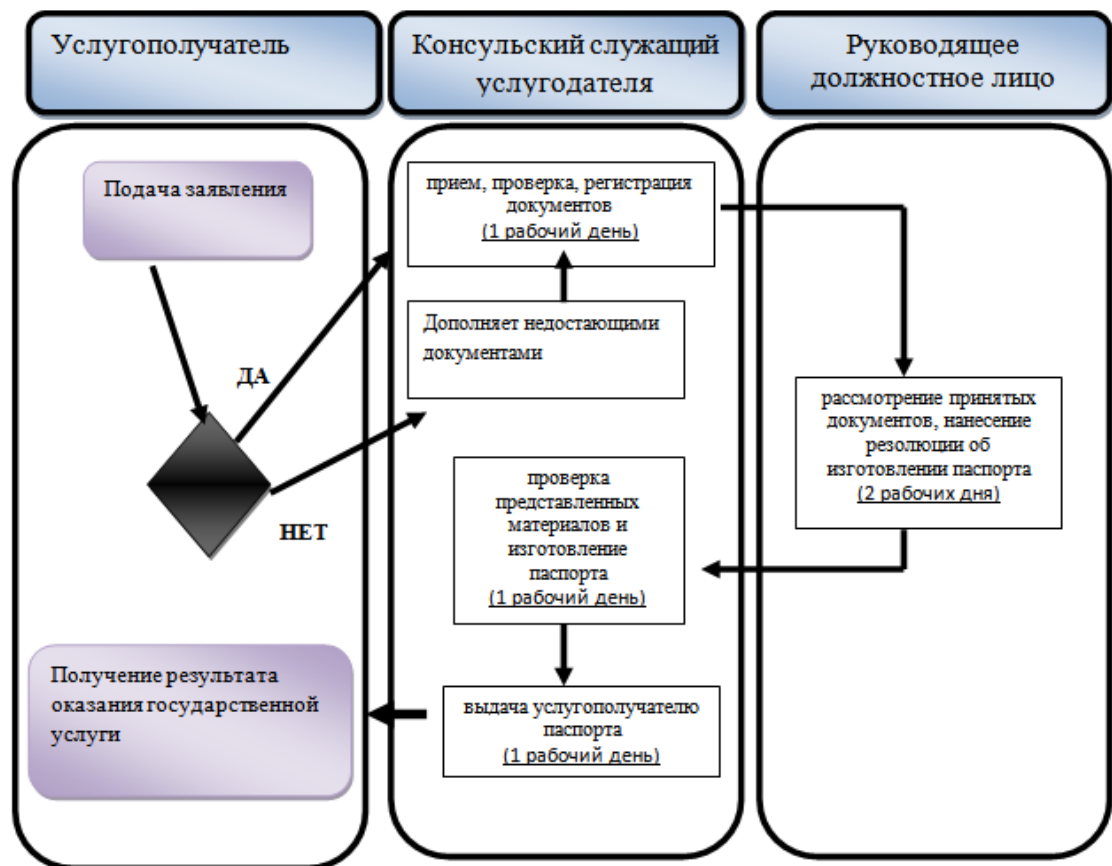 Услугополучатель
Консульский служащий
услугодателя
Руководящее
должностное лицо
Подача заявления
ДА
НЕТ
Получение результата
оказания государственной
услуги
прием, проверка, регистрация
документов
(1 рабочий день)
Дополняет недостающими
документами
проверка
представленных
материалов и
изготовление
паспорта
(1 рабочий день)
выдача услугополучателю
паспорта
(1 рабочий день)
рассмотрение принятых
документов, нанесение
резолюции об
изготовлении паспорта
(2 рабочих дня)